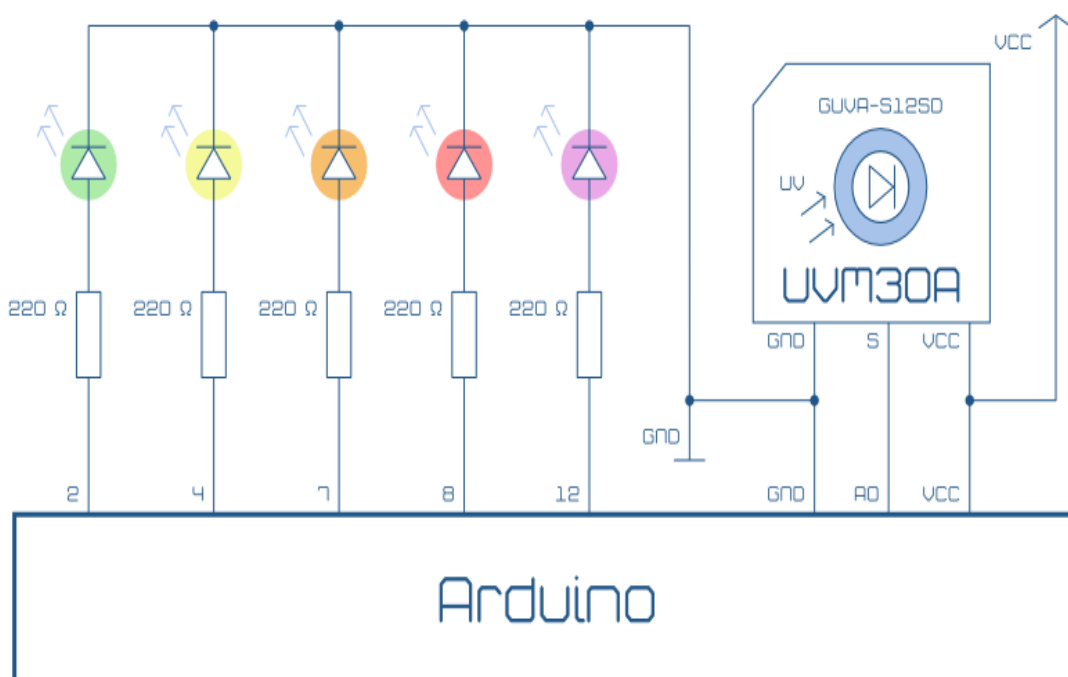 VCC
GUVA-S12SD
UV
UVM30A
220 Ω 220 Ω 220 Ω 220 Ω 220 Ω
GND S VCC
GND
2 4 7 8 12 GND A0 VCC
Arduino